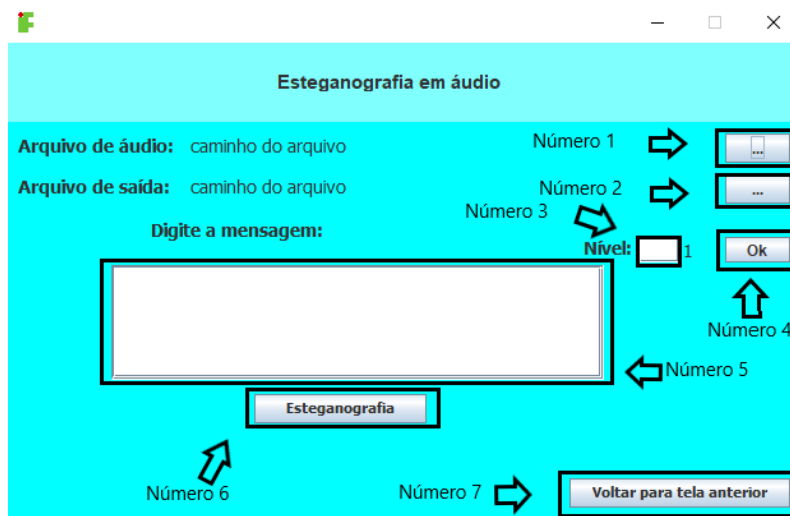 Esteganografia em áudio
Arquivo de áudio: caminho do arquivo Número 1 ...
Arquivo de saída: caminho do arquivo Número 2 ...
Número 3
Digite a mensagem:
Nível: 1 Ok
Número 4
Número 5
Esteganografia
Número 6
Número 7 Voltar para tela anterior